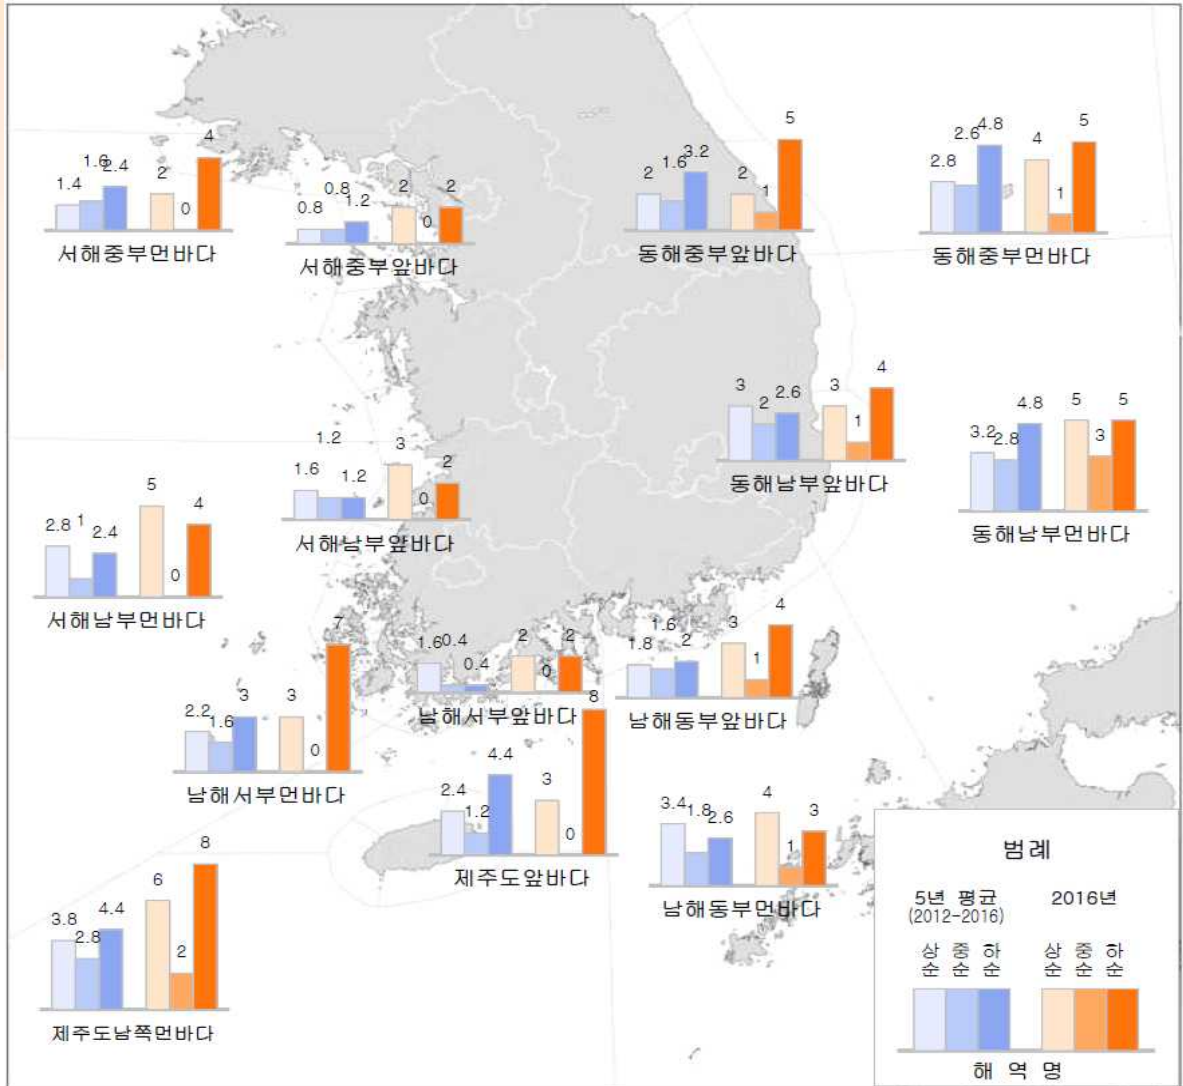 1.4 1.6 2.4 2 0 4
서해중부먼바다
0.8 0.8 1.2 2 0 2
서해중부앞바다
2 1.6 3.2 2 1 5
동해중부앞바다
2.8 2.6 4.8 4 1 5
동해중부먼바다
3 2 2.6 3 1 4
동해남부앞바다
3.2 2.8 4.8 5 3 5
동해남부먼바다
1.6 1.2 1.2 3 0 2
서해남부앞바다
2.8 1 2.4 5 0 4
서해남부먼바다
1.6 0.4 0.4 2 0 2
남해서부앞바다
1.8 1.6 2 3 1 4
남해동부앞바다
2.2 1.6 3 3 0 7
남해서부먼바다
2.4 1.2 4.4 3 0 8
제주도앞바다
3.4 1.8 2.6 4 1 3
남해동부먼바다
3.8 2.8 4.4 6 2 8
제주도남쪽먼바다
범례
5년 평균 2016년
(2012-2016)
상순 중순 하순 상순 중순 하순
해 역 명